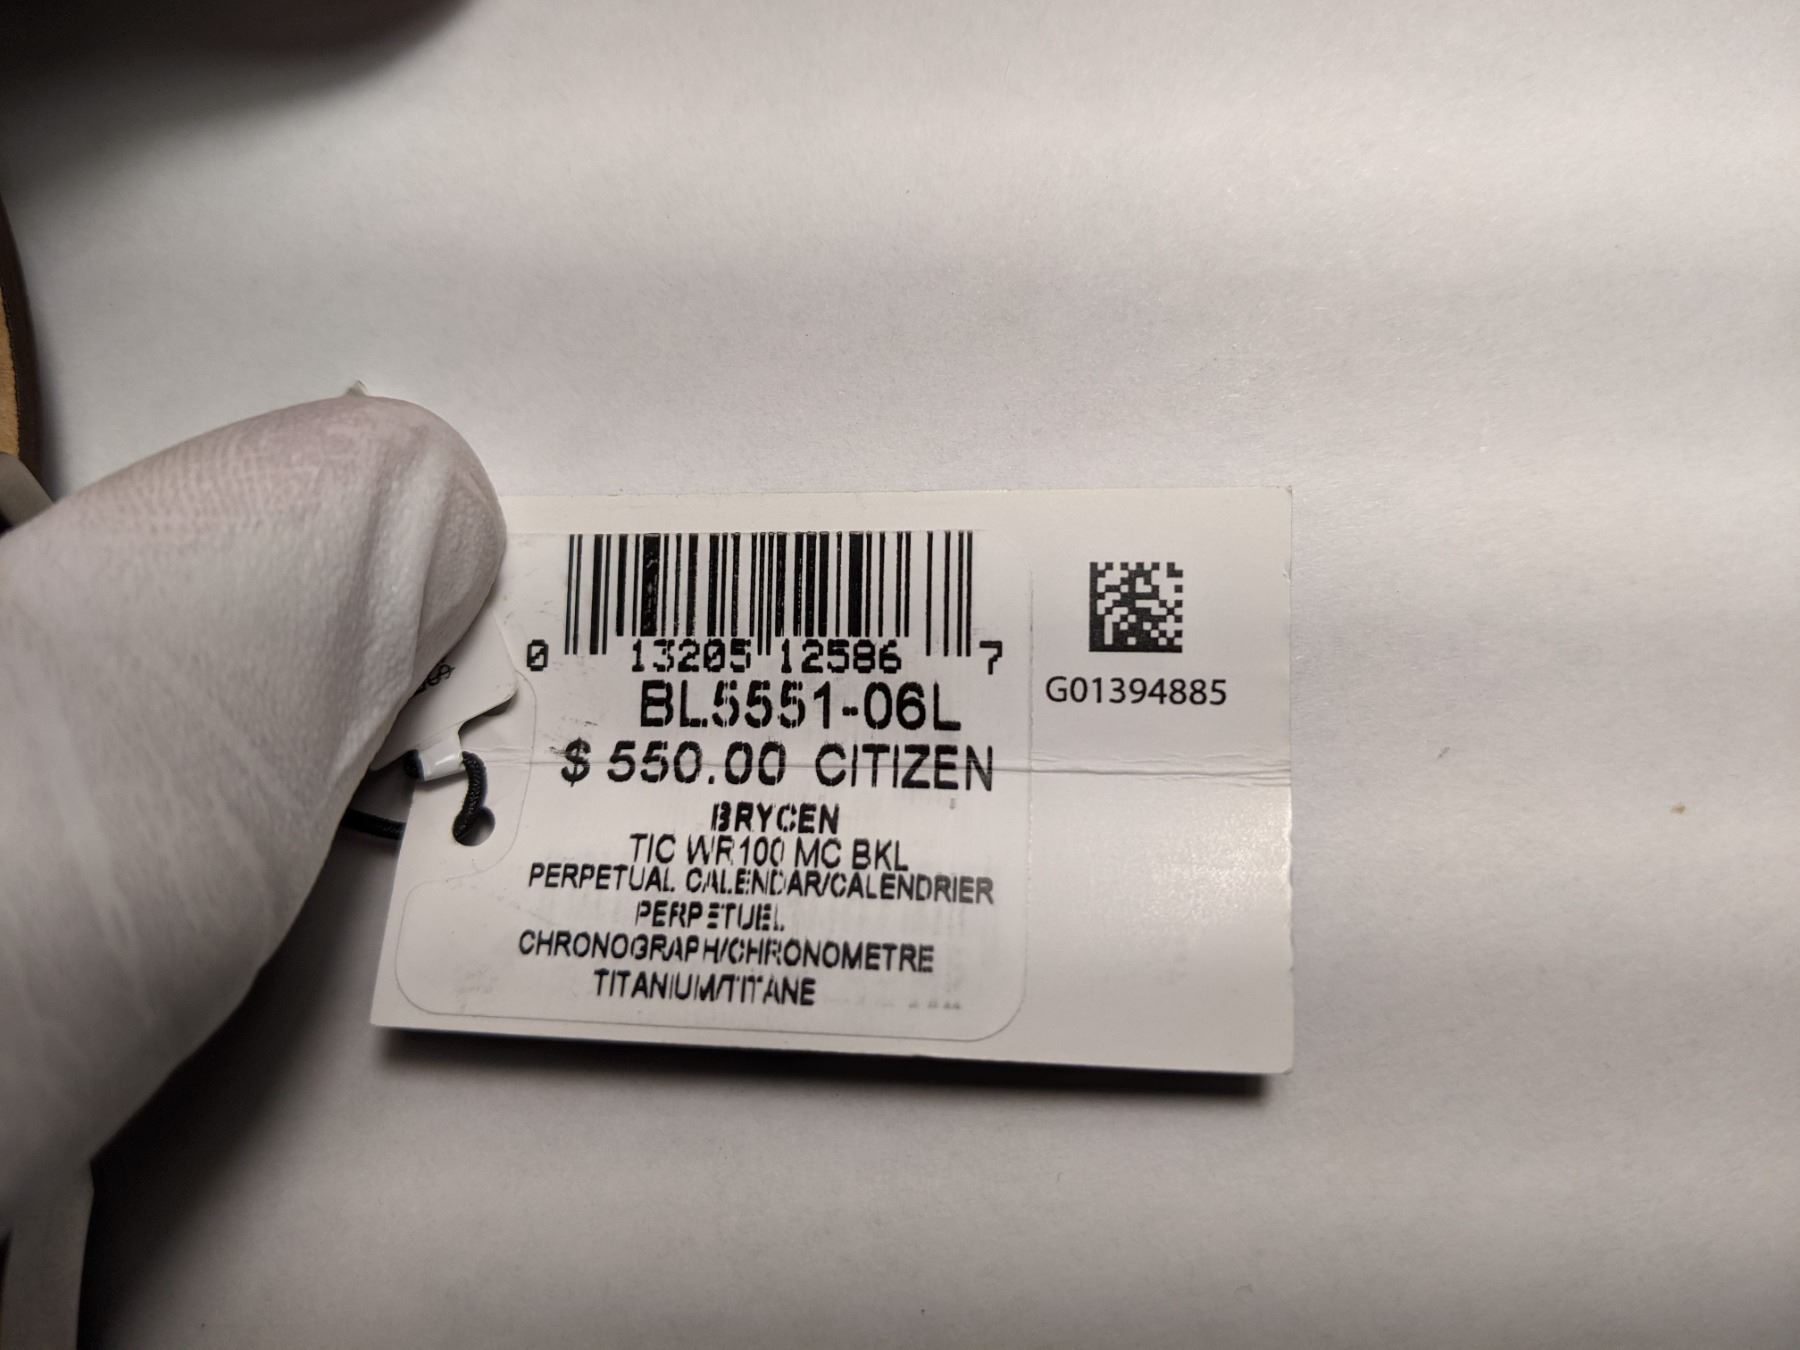 0 13205 12586 7
BL5551-06L
$ 550.00 CITIZEN
BRYCEN
TIC WR100 MC BKL
PERPETUAL CALENDAR/CALENDRIER
PERPETUEL
CHRONOGRAPH/CHRONOMETRE
TITANIUM/TITANE
G01394885